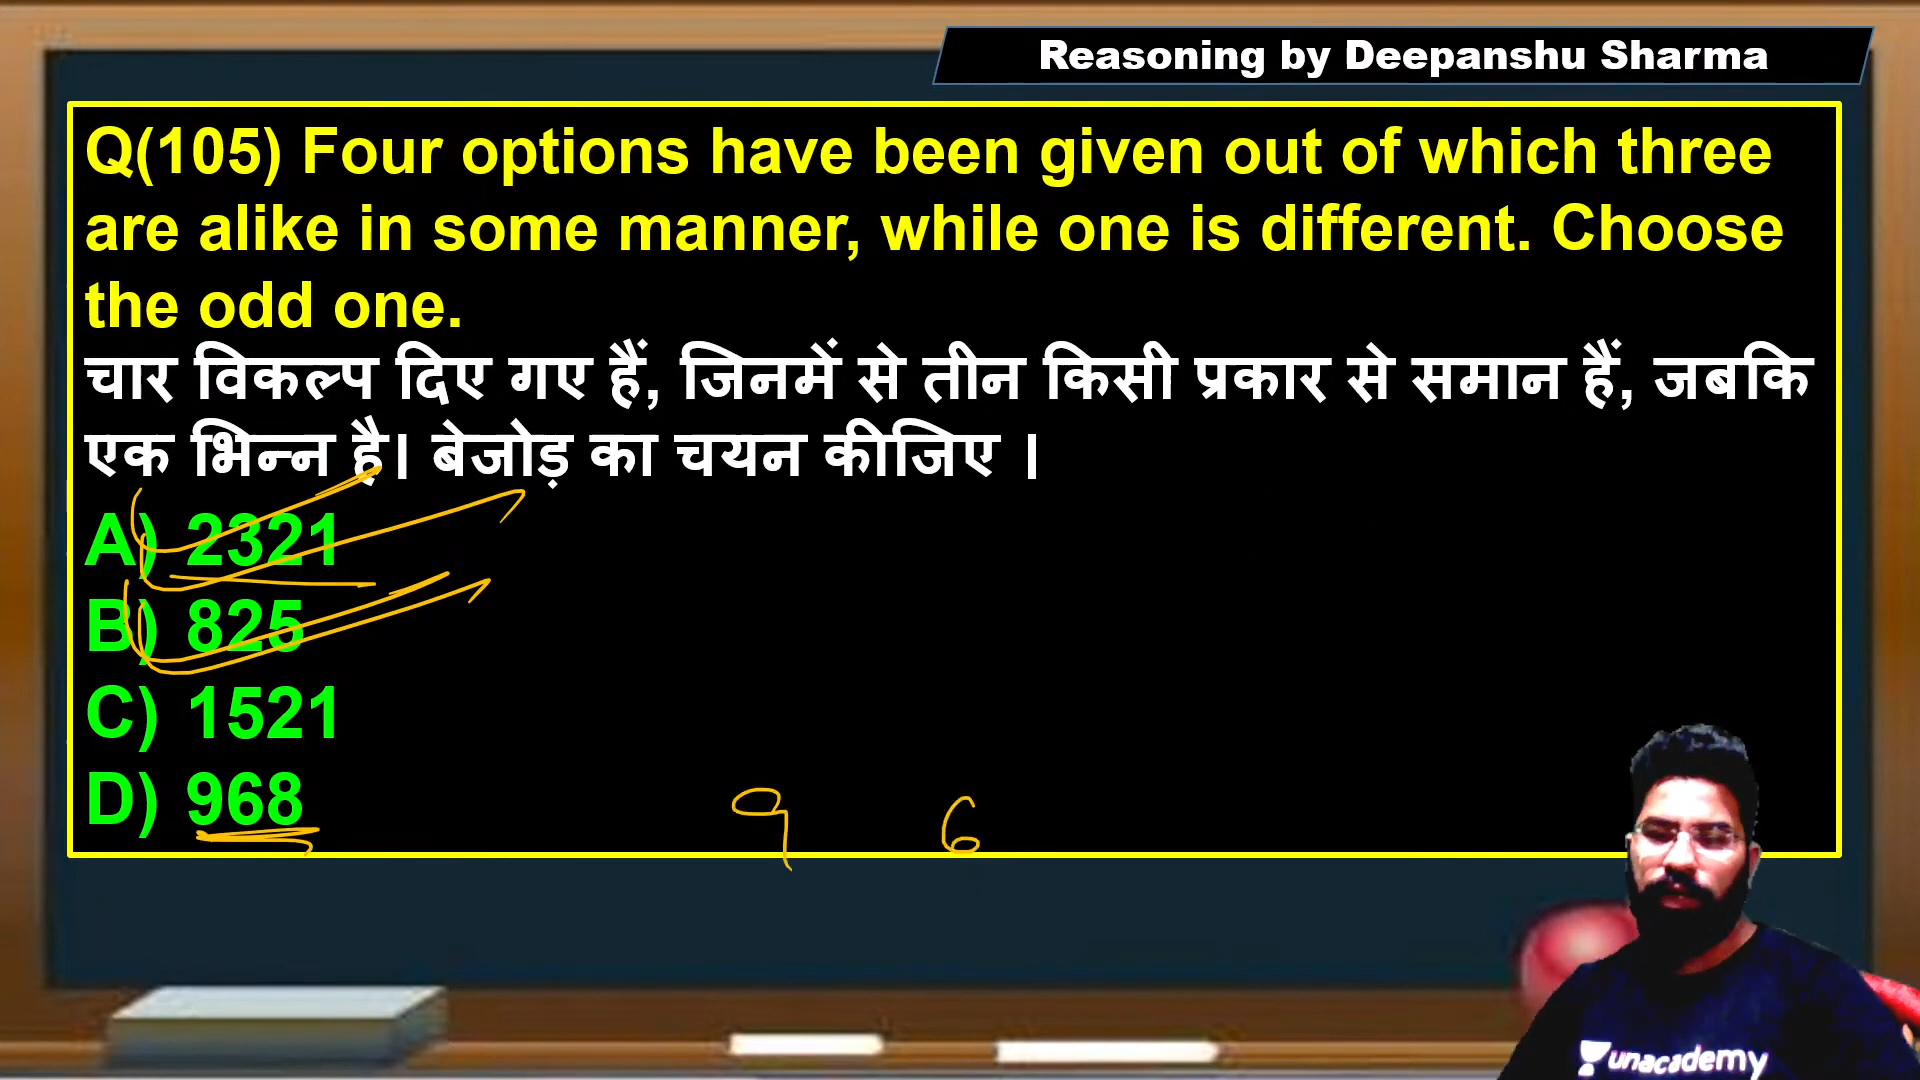 Reasoning by Deepanshu Sharma
Q(105) Four options have been given out of which three
are alike in some manner, while one is different. Choose
the odd one.
चार विकल्प दिए गए हैं, जिनमें से तीन किसी प्रकार से समान हैं, जबकि
एक भिन्न है। बेजोड़ का चयन कीजिए ।
A) 2321
B) 825
C) 1521
D) 968
9 6
unacademy